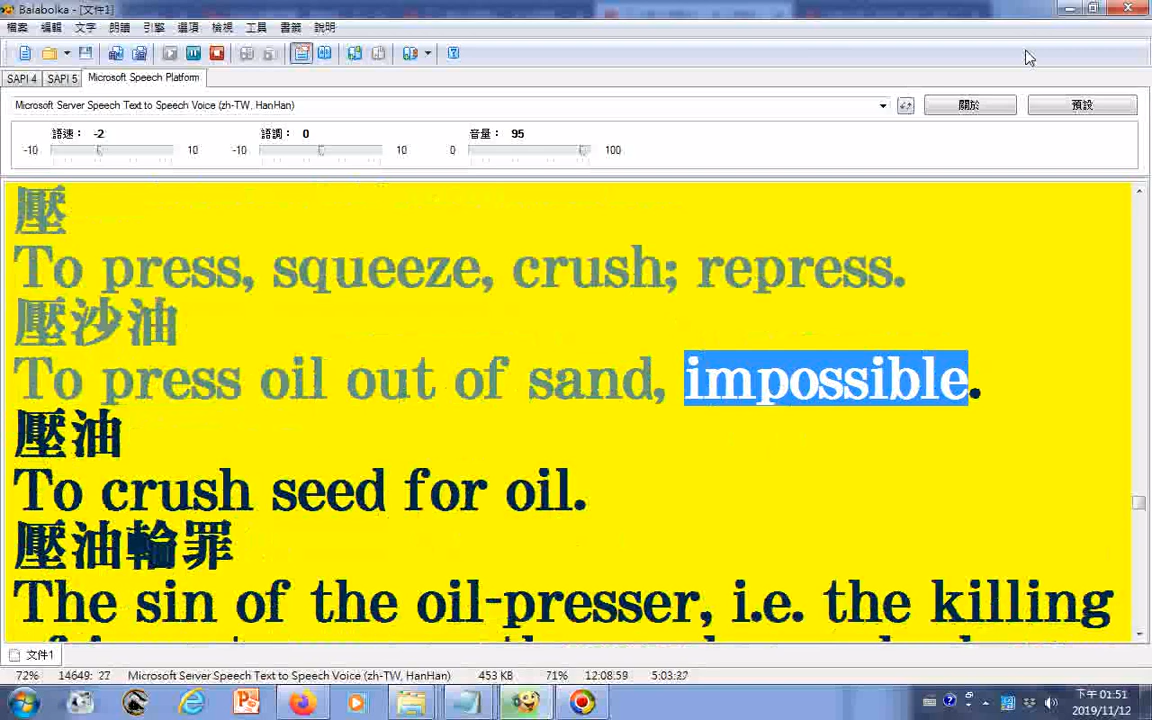 Balabolka - [文件1]
檔案 編輯 文字 朗讀 引擎 選項 檢視 工具 書籤 說明
SAPI 4 SAPI 5 Microsoft Speech Platform
Microsoft Server Speech Text to Speech Voice (zh-TW, HanHan) 關於 預設
語速： -2 語調： 0 音量： 95
-10 10 -10 10 0 100
壓
To press, squeeze, crush; repress.
壓沙油
To press oil out of sand, impossible.
壓油
To crush seed for oil.
壓油輪罪
The sin of the oil-presser, i.e. the killing
文件1
72% 14649: 27 Microsoft Server Speech Text to Speech Voice (zh-TW, HanHan) 453 KB 71% 12:08:59 5:03:27
下午 01:51
2019/11/12